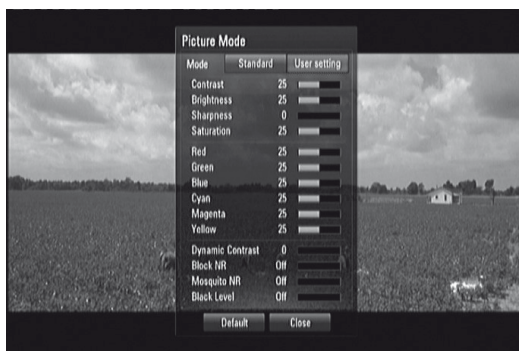 Picture Mode
Mode Standard User setting
Contrast 25
Brightness 25
Sharpness 0
Saturation 25
Red 25
Green 25
Blue 25
Cyan 25
Magenta 25
Yellow 25
Dynamic Contrast 0
Block NR Off
Mosquito NR Off
Black Level Off
Default Close